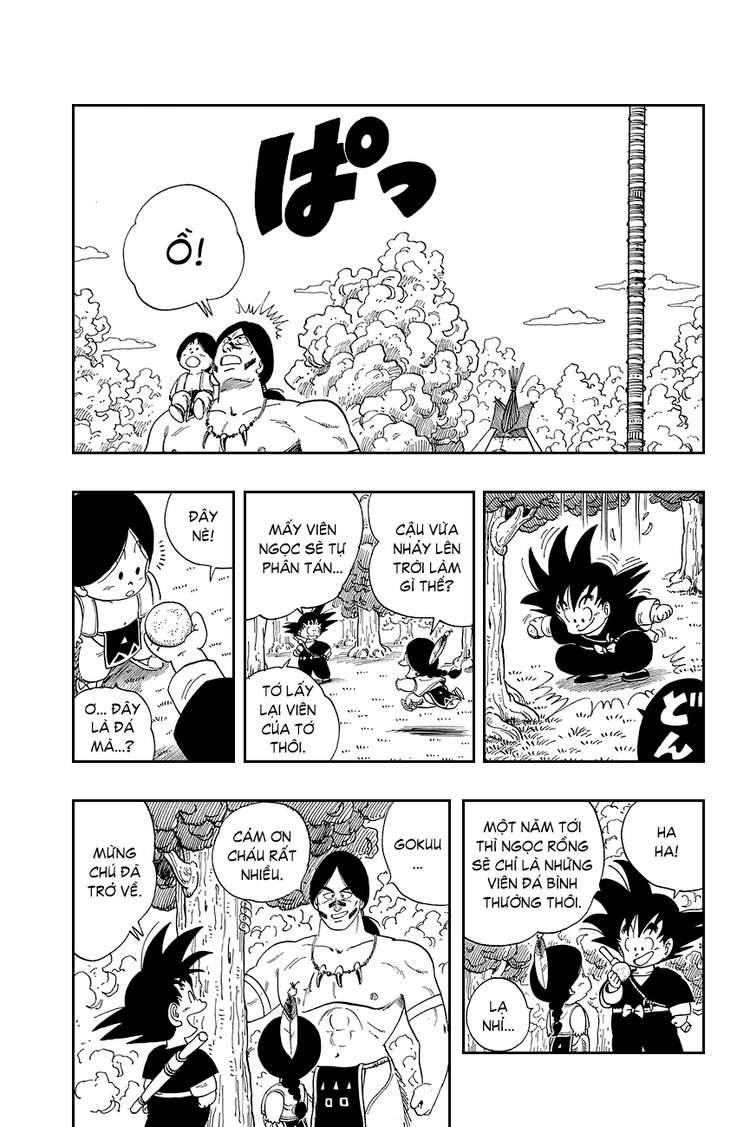 ぱっ
Ồ!
どん
CẬU VỪA
NHẢY LÊN
TRỜI LÀM
GÌ THẾ?
MẤY VIÊN
NGỌC SẼ TỰ
PHÂN TÁN...
TỚ LẤY
LẠI VIÊN
CỦA TỚ
THÔI.
ĐÂY
NÈ!
Ơ... ĐÂY
LÀ ĐÁ
MÀ...?
HA
HA!
MỘT NĂM TỚI
THÌ NGỌC RỒNG
SẼ CHỈ LÀ NHỮNG
VIÊN ĐÁ BÌNH
THƯỜNG THÔI.
LẠ
NHỈ...
GOKUU
...
CẢM ƠN
CHÁU RẤT
NHIỀU.
MỪNG
CHÚ ĐÃ
TRỞ VỀ.